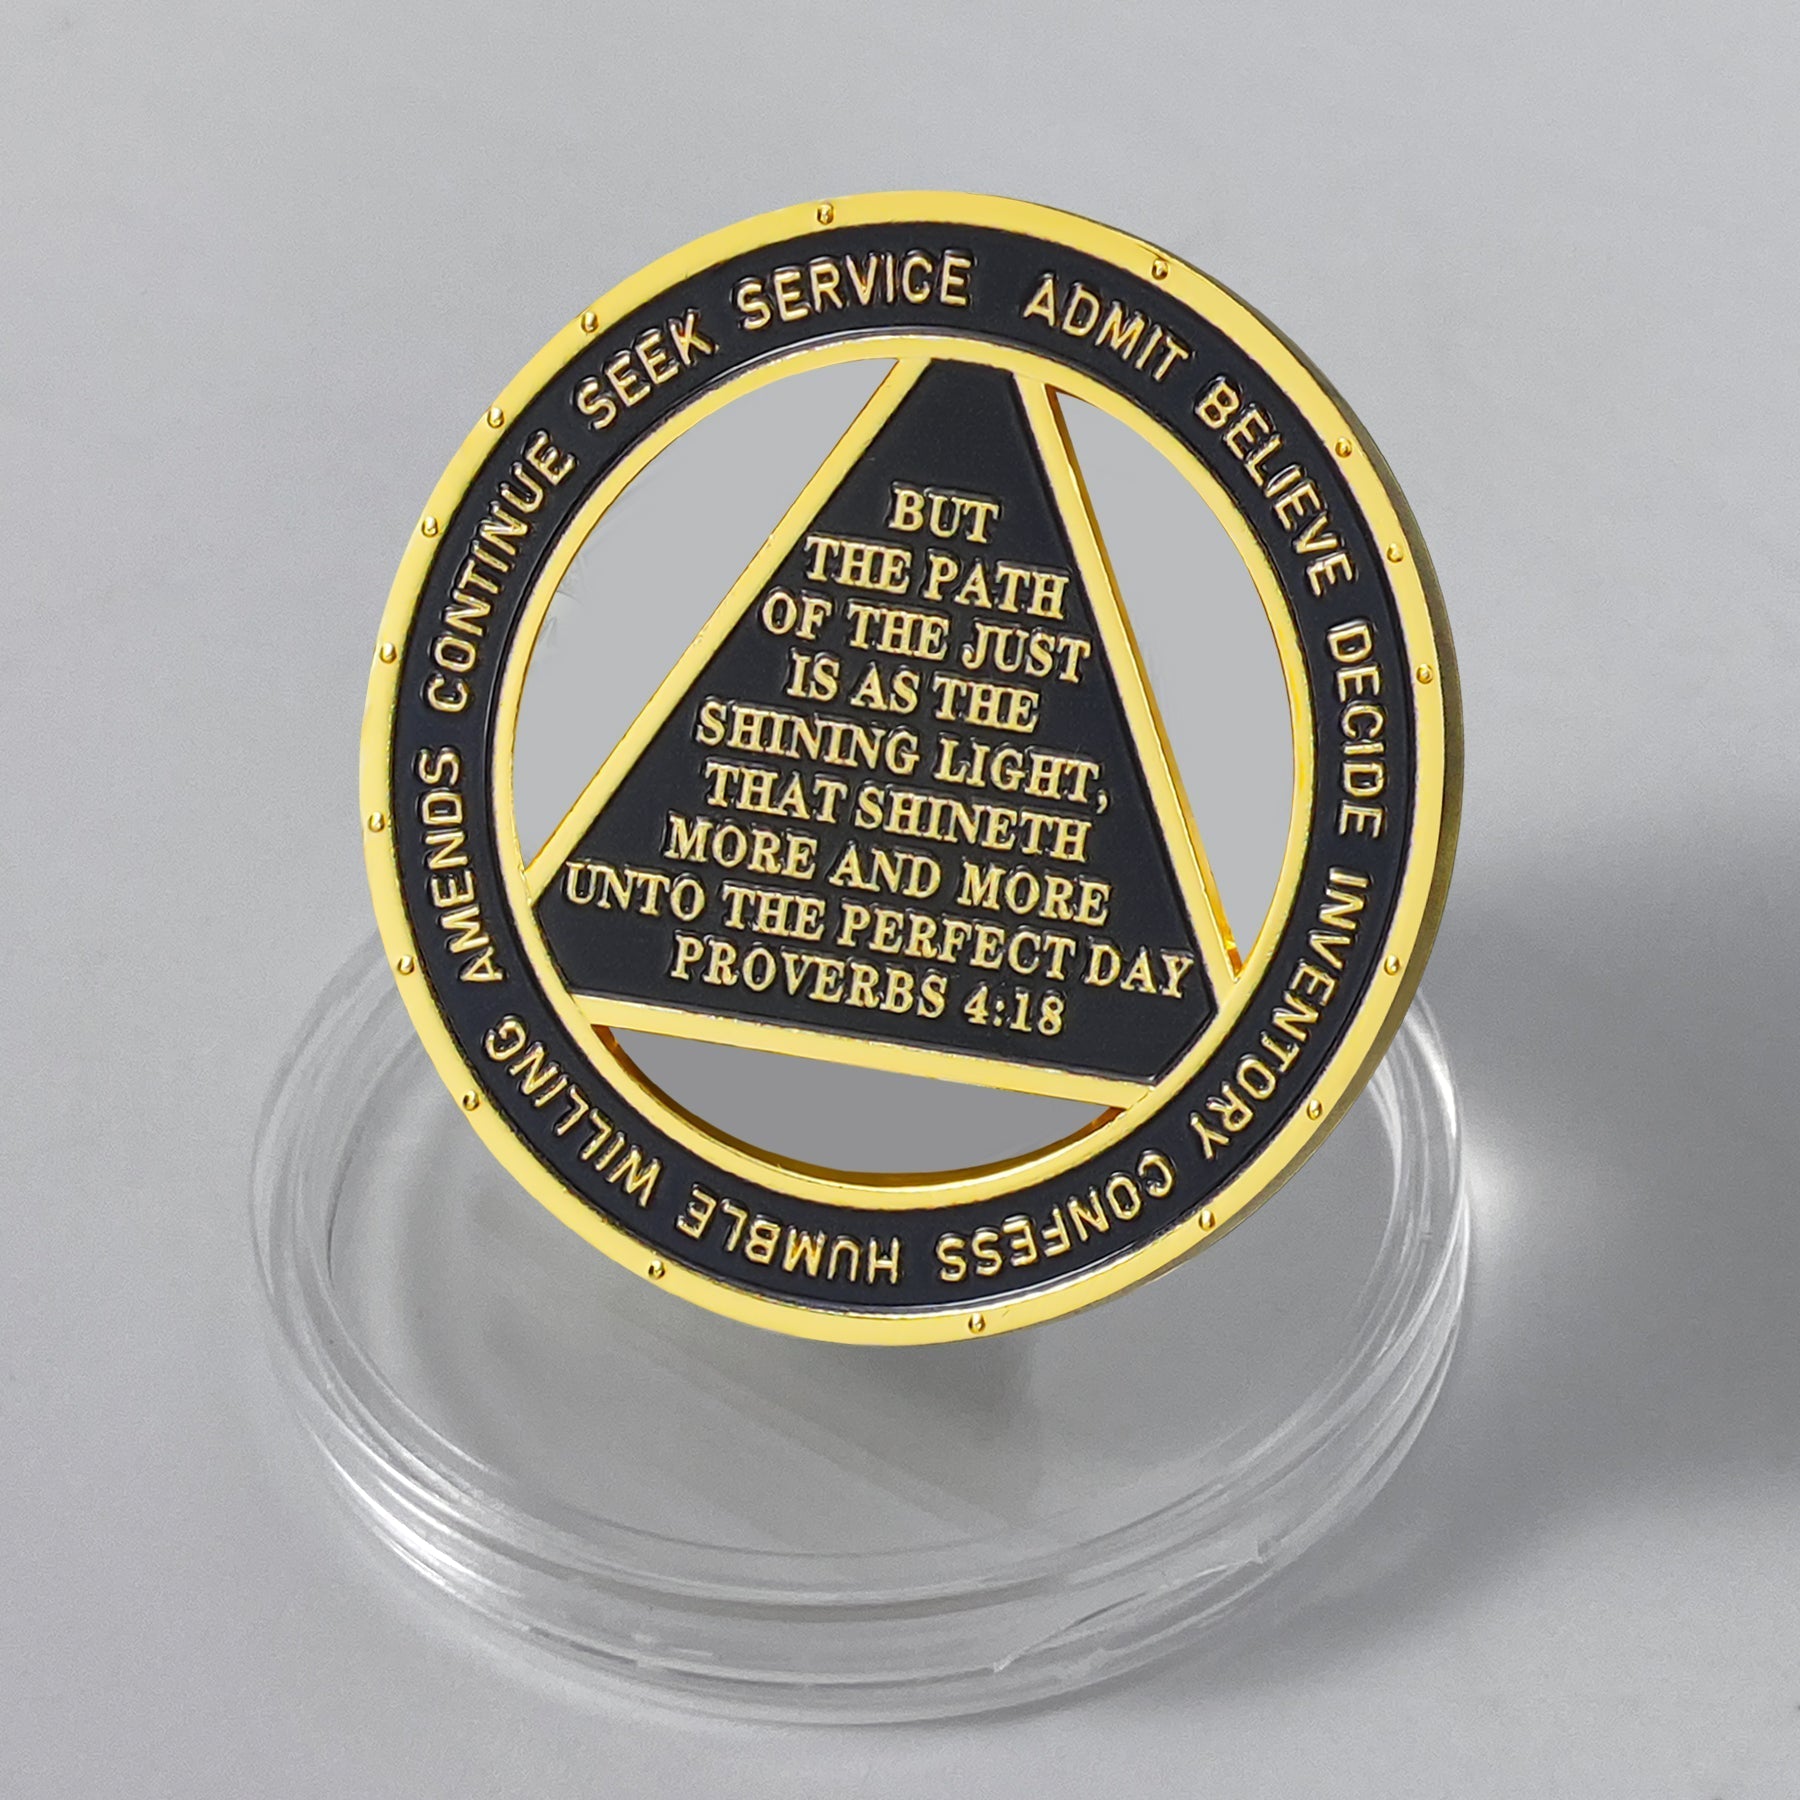 ADMIT BELIEVE DECIDE INVENTORY CONFESS HUMBLE WILLING AMENDS CONTINUE SEEK SERVICE
BUT
THE PATH
OF THE JUST
IS AS THE
SHINING LIGHT,
THAT SHINETH
MORE AND MORE
UNTO THE PERFECT DAY
PROVERBS 4:18